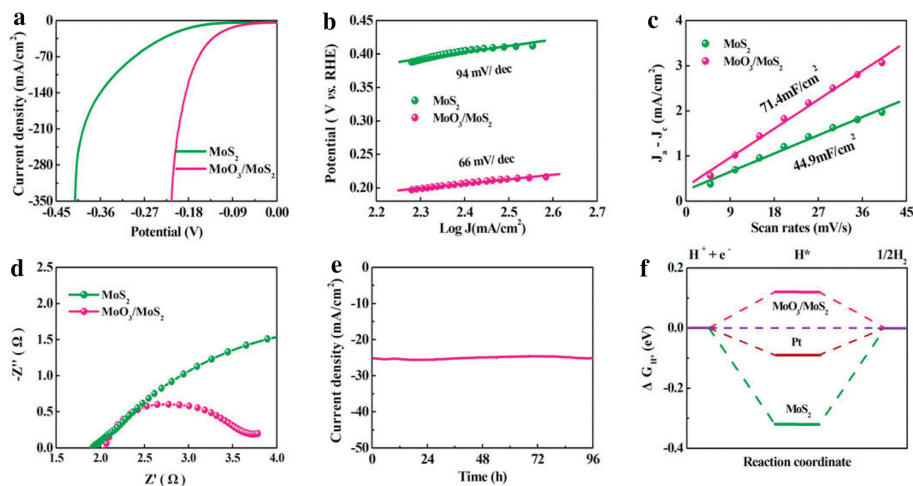 a
Current density (mA/cm²)
0
-70
-140
-210
-280
-350
-0.45
-0.36
-0.27
-0.18
-0.09
0.00
Potential (V)
MoS₂
MoO₃/MoS₂
b
Potential ( V vs. RHE)
0.45
0.40
0.35
0.30
0.25
0.20
2.2
2.3
2.4
2.5
2.6
2.7
Log J(mA/cm²)
94 mV/ dec
MoS₂
MoO₃/MoS₂
66 mV/dec
c
Jₐ - J꜀ (mA/cm²)
4
3
2
1
0
0
9
18
27
36
45
Scan rates (mV/s)
MoS₂
MoO₃/MoS₂
71.4mF/cm²
44.9mF/cm²
d
-Z'' ( Ω )
-2.5
-2.0
1.5
-1.0
0.5
0.0
1.5
2.0
2.5
3.0
3.5
4.0
Z' ( Ω )
MoS₂
MoO₃/MoS₂
e
Current density (mA/cm²)
0
-10
-20
-30
-40
-50
0
24
48
72
96
Time (h)
f
H⁺ + e⁻
H*
1/2H₂
Δ G_H* (eV)
0.0
-0.2
-0.4
MoO₃/MoS₂
Pt
MoS₂
Reaction coordinate